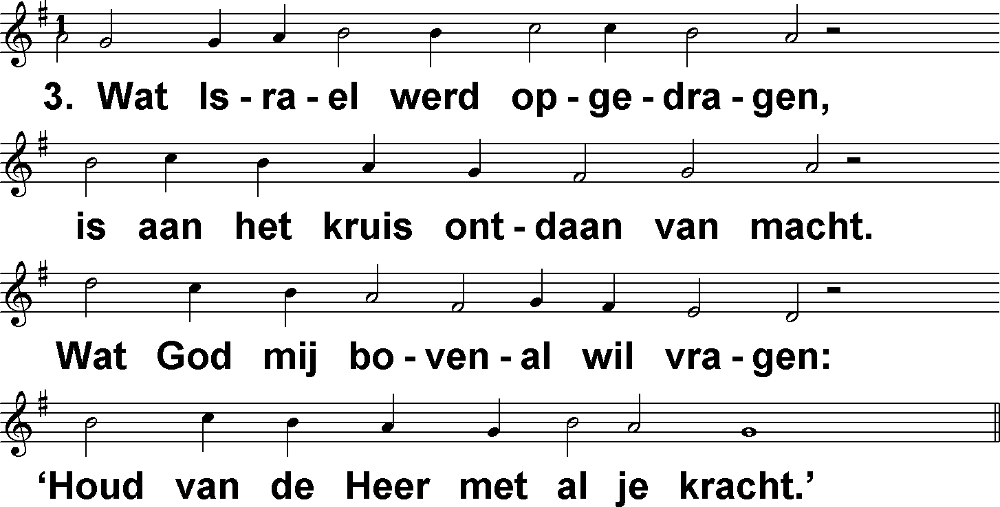 1
3. Wat Is - ra - el werd op - ge - dra - gen,
is aan het kruis ont - daan van macht.
Wat God mij bo - ven - al wil vra - gen:
‘Houd van de Heer met al je kracht.’